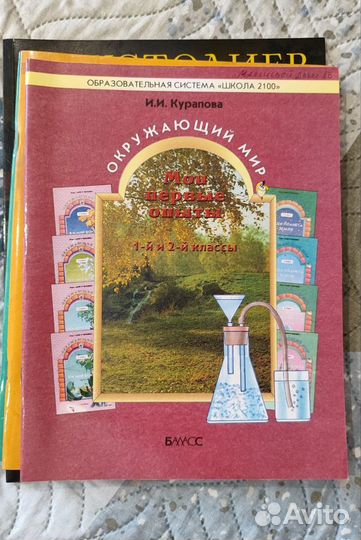 ОБРАЗОВАТЕЛЬНАЯ СИСТЕМА «ШКОЛА 2100»
И.И. Курапова
ОКРУЖАЮЩИЙ МИР
Мои
первые
опыты
1-й и 2-й классы
БАЛАСС
Avito